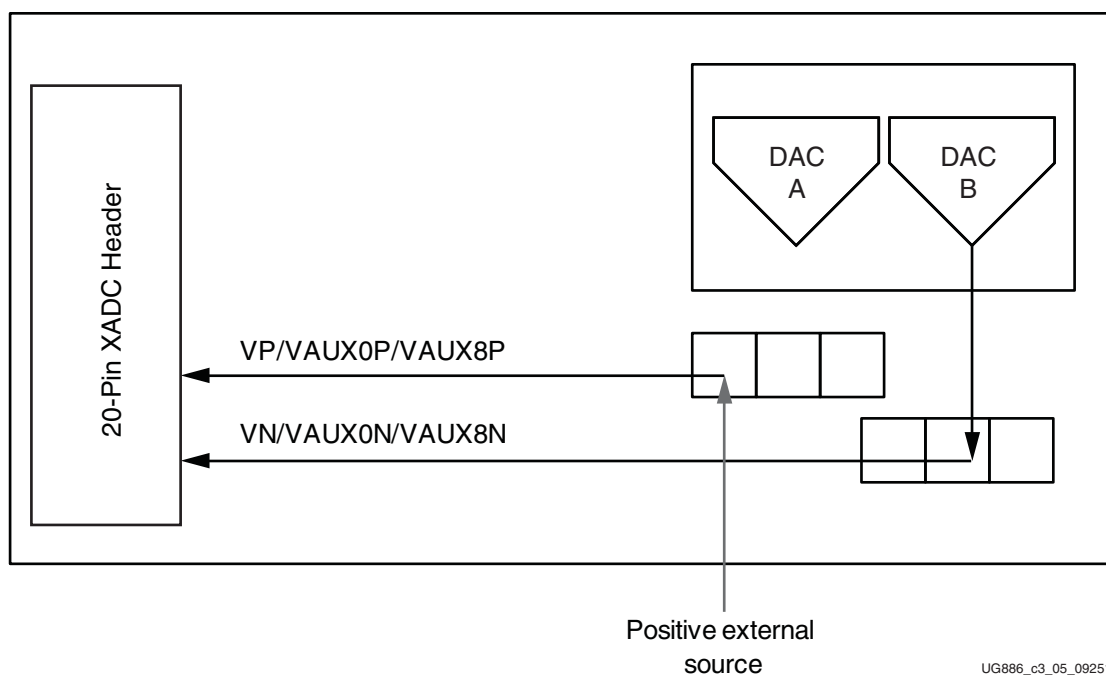 20-Pin XADC Header
DAC
A
DAC
B
VP/VAUX0P/VAUX8P
VN/VAUX0N/VAUX8N
Positive external
source
UG886_c3_05_0925